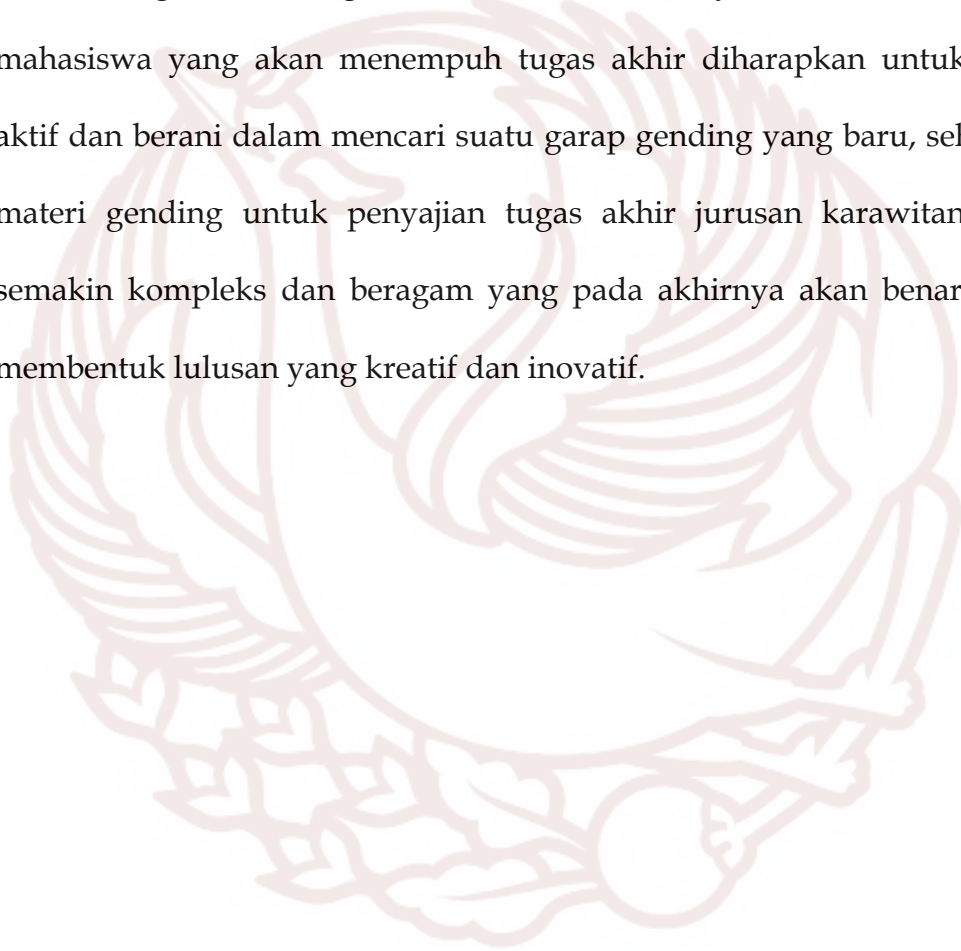 mahasiswa yang akan menempuh tugas akhir diharapkan untuk
aktif dan berani dalam mencari suatu garap gending yang baru, seh
materi gending untuk penyajian tugas akhir jurusan karawitan
semakin kompleks dan beragam yang pada akhirnya akan benar
membentuk lulusan yang kreatif dan inovatif.